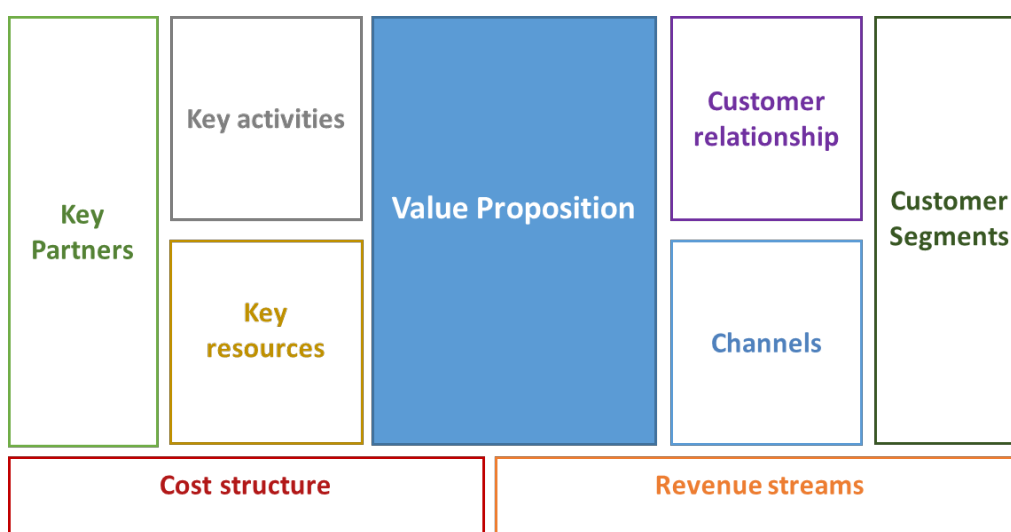 Key
Partners
Key activities
Key
resources
Value Proposition
Customer
relationship
Channels
Customer
Segments
Cost structure
Revenue streams